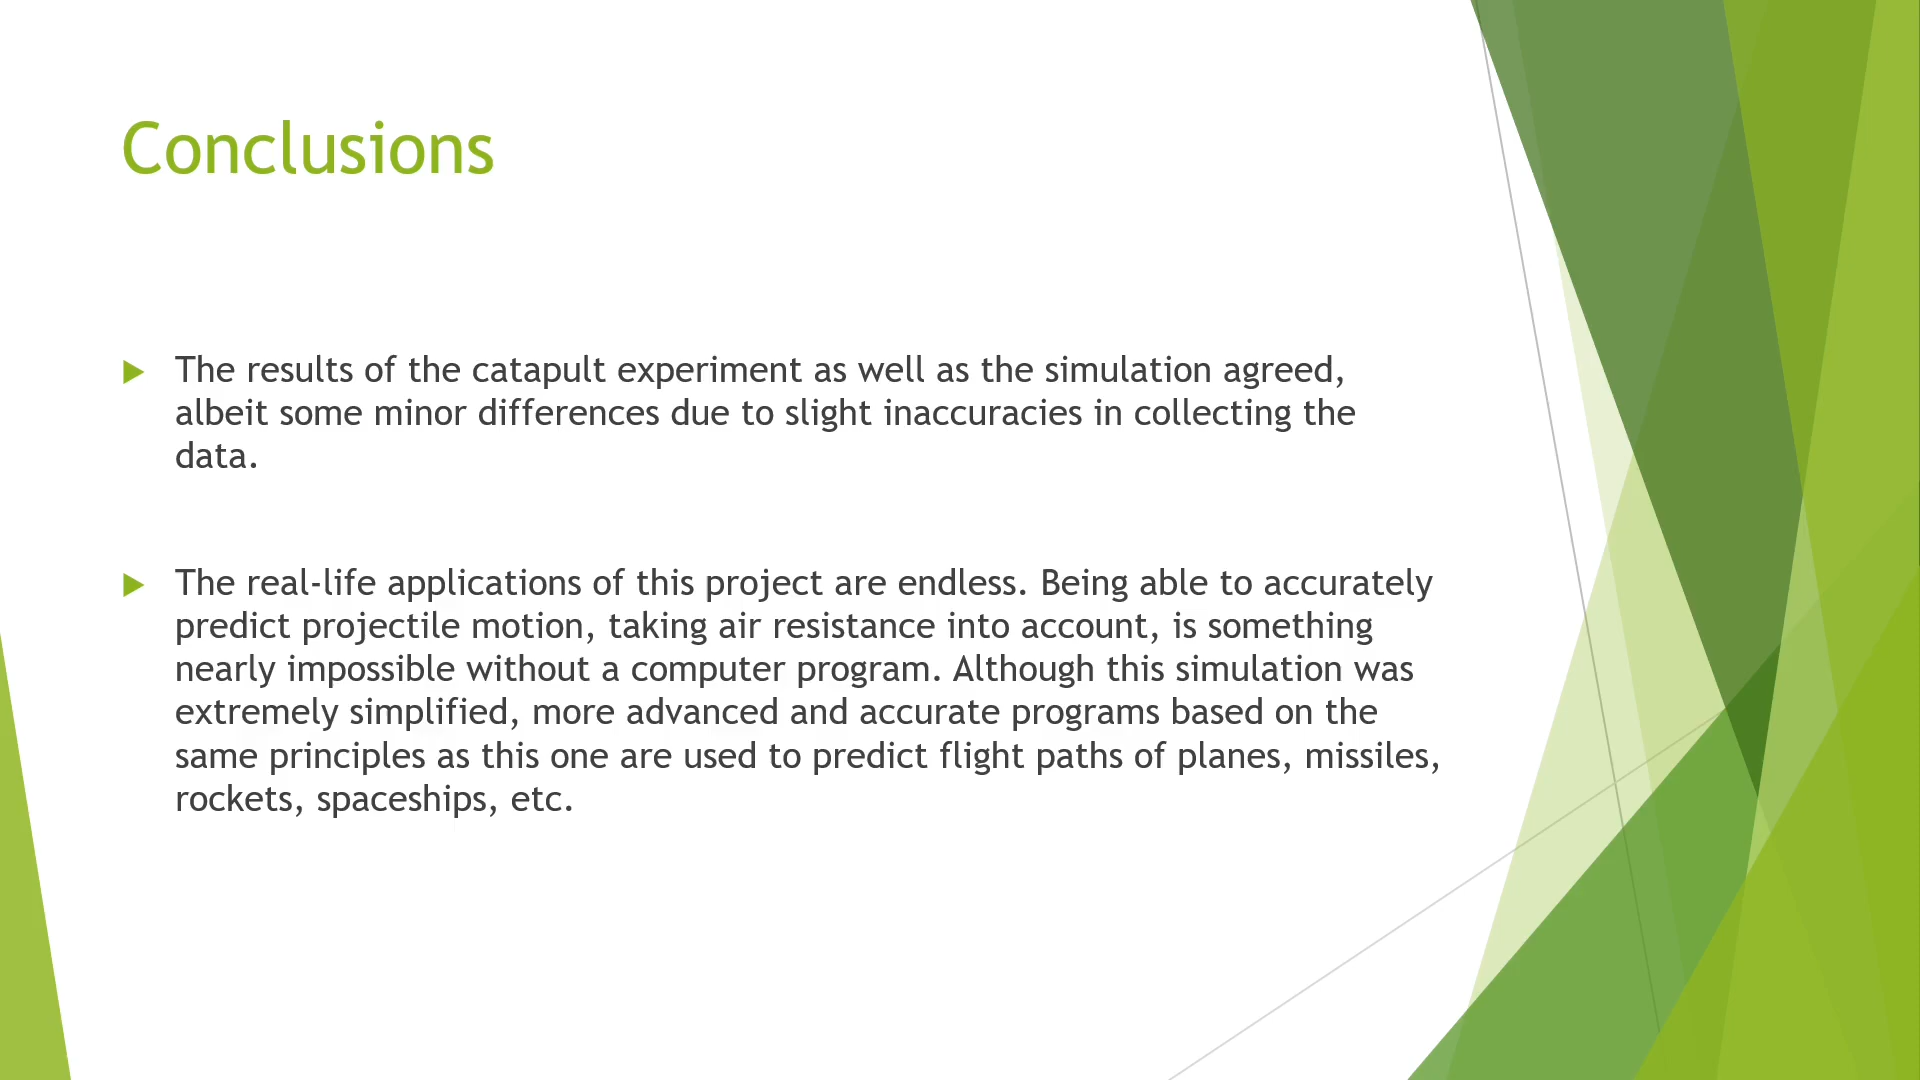 Conclusions
The results of the catapult experiment as well as the simulation agreed,
albeit some minor differences due to slight inaccuracies in collecting the
data.
The real-life applications of this project are endless. Being able to accurately
predict projectile motion, taking air resistance into account, is something
nearly impossible without a computer program. Although this simulation was
extremely simplified, more advanced and accurate programs based on the
same principles as this one are used to predict flight paths of planes, missiles,
rockets, spaceships, etc.